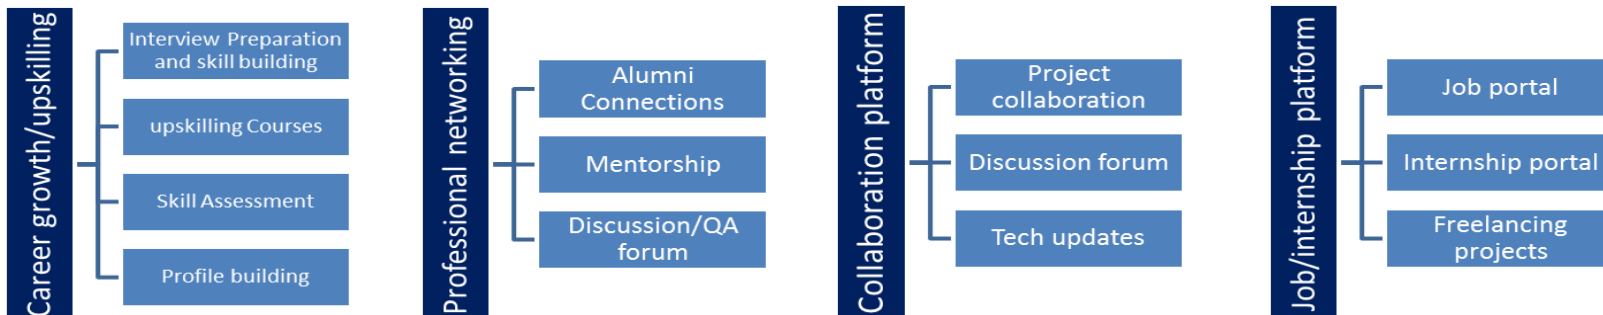 Career growth/upskilling
Interview Preparation
and skill building
upskilling Courses
Skill Assessment
Profile building
Professional networking
Alumni
Connections
Mentorship
Discussion/QA
forum
Collaboration platform
Project
collaboration
Discussion forum
Tech updates
Job/internship platform
Job portal
Internship portal
Freelancing
projects